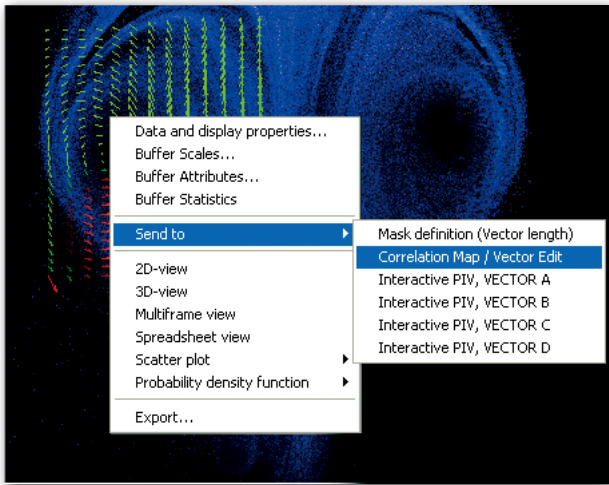 Data and display properties...
Buffer Scales...
Buffer Attributes...
Buffer Statistics
Send to
2D-view
3D-view
Multiframe view
Spreadsheet view
Scatter plot
Probability density function
Export...
Mask definition (Vector length)
Correlation Map / Vector Edit
Interactive PIV, VECTOR A
Interactive PIV, VECTOR B
Interactive PIV, VECTOR C
Interactive PIV, VECTOR D